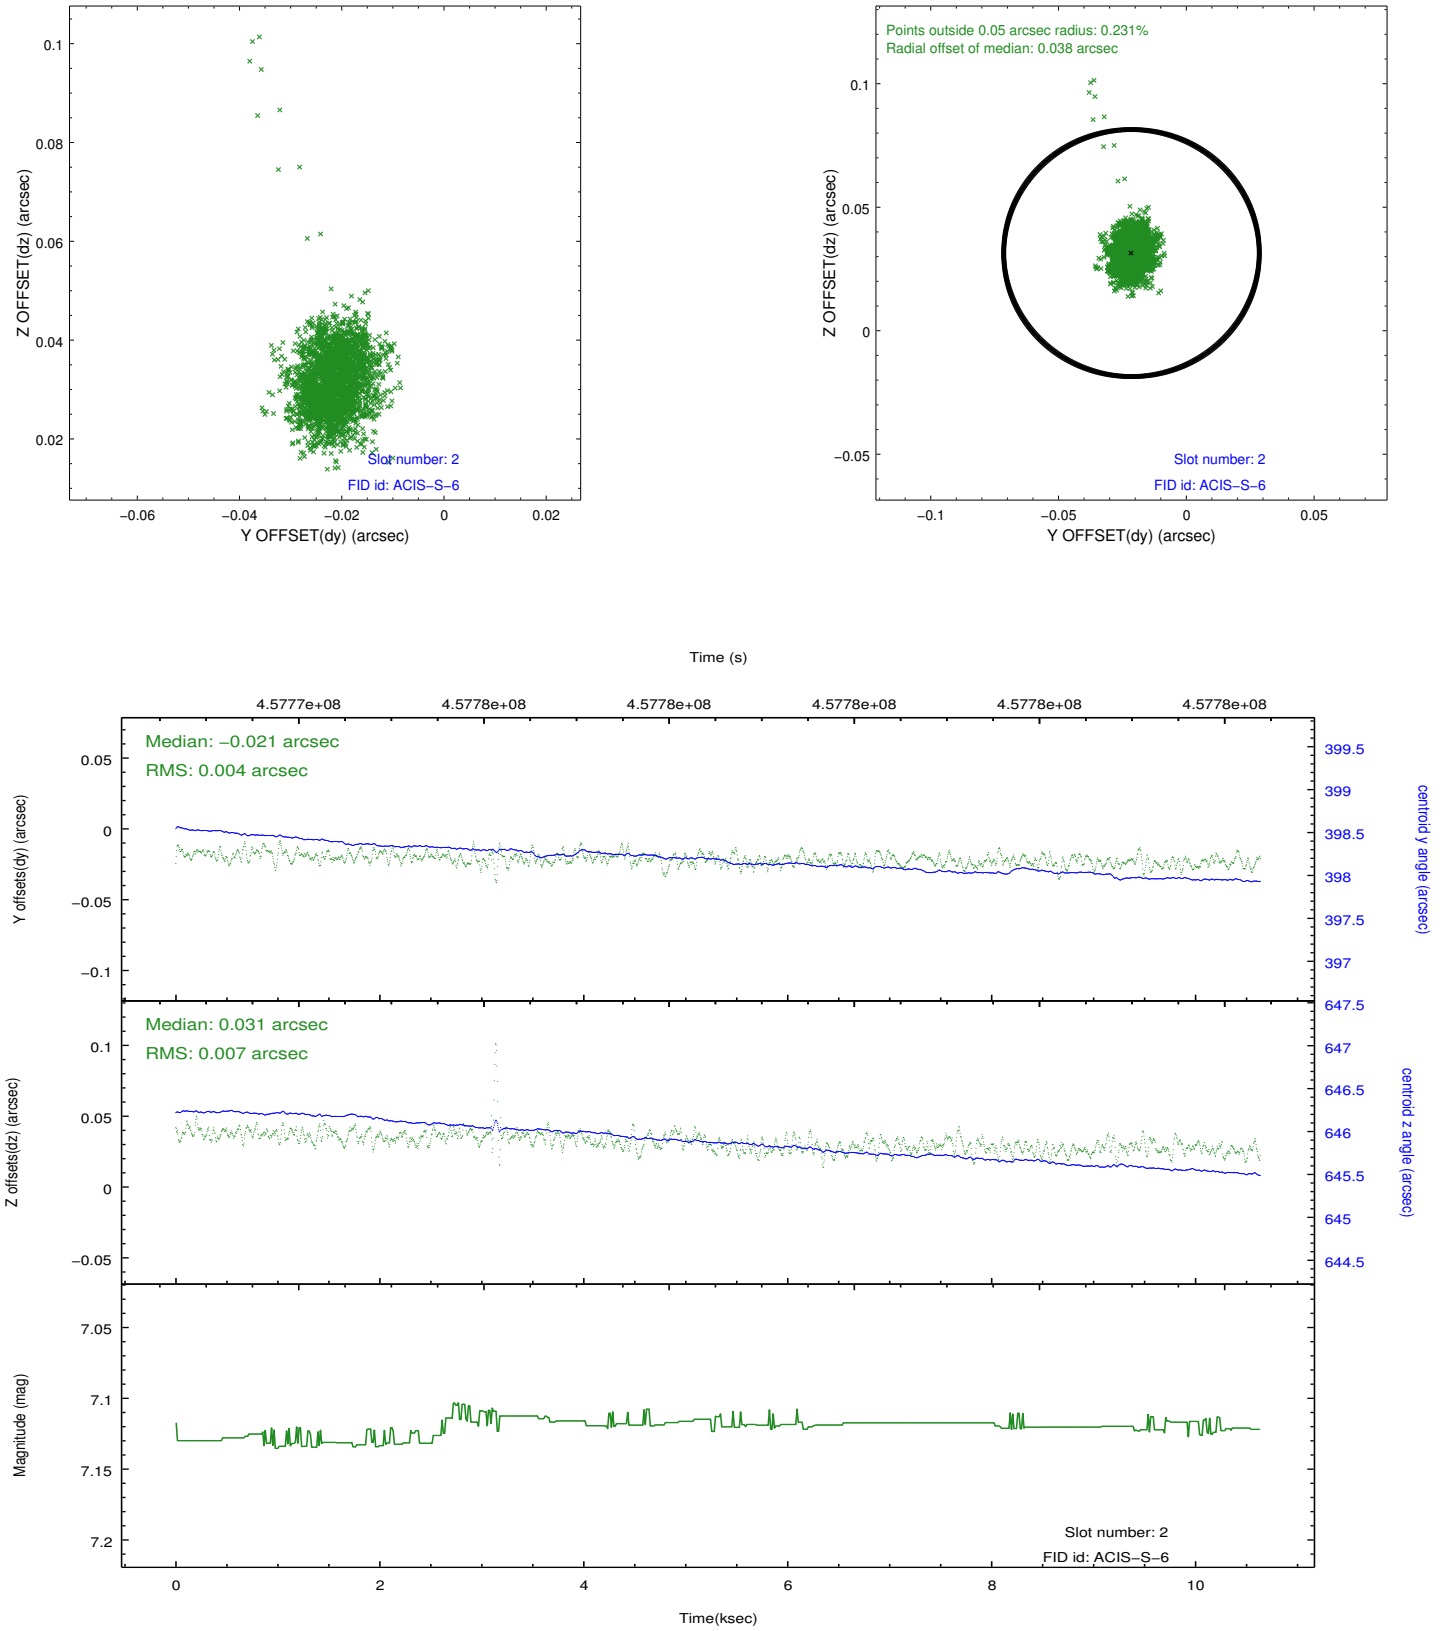 0.1
0.08
0.06
0.04
0.02
Z OFFSET(dz) (arcsec)
−0.06 −0.04 −0.02 0 0.02
Y OFFSET(dy) (arcsec)
Slot number: 2
FID id: ACIS−S−6
Points outside 0.05 arcsec radius: 0.231%
Radial offset of median: 0.038 arcsec
0.1
0.05
0
−0.05
Z OFFSET(dz) (arcsec)
−0.1 −0.05 0 0.05
Y OFFSET(dy) (arcsec)
Slot number: 2
FID id: ACIS−S−6
Time (s)
4.5777e+08 4.5778e+08 4.5778e+08 4.5778e+08 4.5778e+08 4.5778e+08
Median: −0.021 arcsec
RMS: 0.004 arcsec
0.05
0
−0.05
−0.1
Y offsets(dy) (arcsec)
399.5
399
398.5
398
397.5
397
centroid y angle (arcsec)
Median: 0.031 arcsec
RMS: 0.007 arcsec
0.1
0.05
0
−0.05
Z offsets(dz) (arcsec)
647.5
647
646.5
646
645.5
645
644.5
centroid z angle (arcsec)
7.05
7.1
7.15
7.2
Magnitude (mag)
Slot number: 2
FID id: ACIS−S−6
0 2 4 6 8 10
Time(ksec)